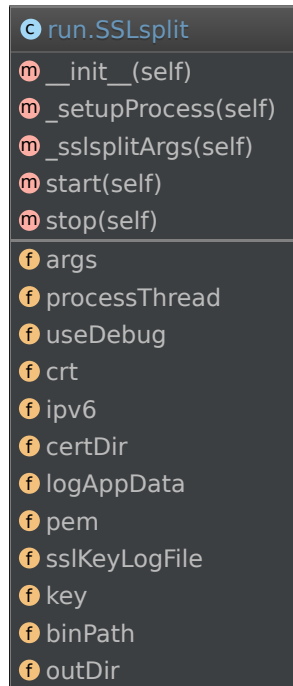 C run.SSLsplit
m __init__(self)
m _setupProcess(self)
m _sslsplitArgs(self)
m start(self)
m stop(self)
f args
f processThread
f useDebug
f crt
f ipv6
f certDir
f logAppData
f pem
f sslKeyLogFile
f key
f binPath
f outDir